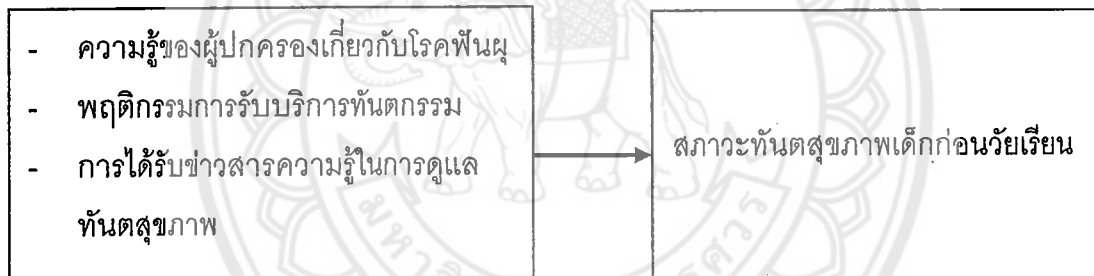 - ความรู้ของผู้ปกครองเกี่ยวกับโรคฟันผุ
- พฤติกรรมการรับบริการทันตกรรม
- การได้รับข่าวสารความรู้ในการดูแล
ทันตสุขภาพ
สภาวะทันตสุขภาพเด็กก่อนวัยเรียน